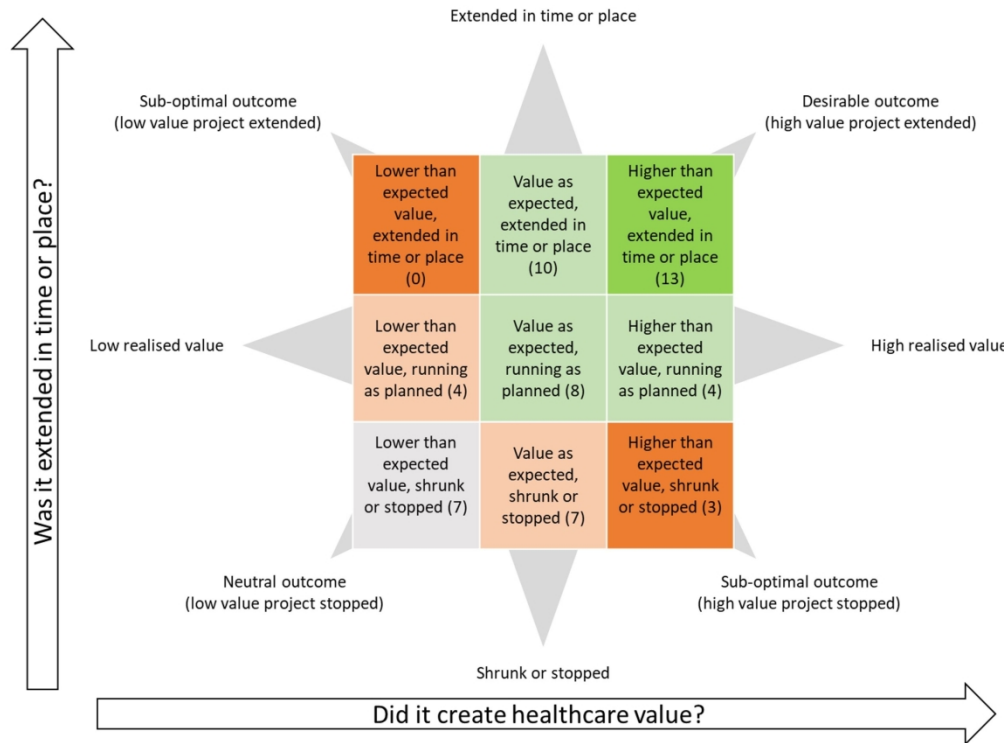 Extended in time or place
Sub-optimal outcome
(low value project extended)
Desirable outcome
(high value project extended)
Was it extended in time or place?
Lower than
expected
value,
extended in
time or place
(0)
Value as
expected,
extended in
time or place
(10)
Higher than
expected
value,
extended in
time or place
(13)
Low realised value
Lower than
expected
value, running
as planned (4)
Value as
expected,
running as
planned (8)
Higher than
expected
value, running
as planned (4)
High realised value
Lower than
expected
value, shrunk
or stopped (7)
Value as
expected,
shrunk or
stopped (7)
Higher than
expected
value, shrunk
or stopped (3)
Neutral outcome
(low value project stopped)
Sub-optimal outcome
(high value project stopped)
Shrunk or stopped
Did it create healthcare value?